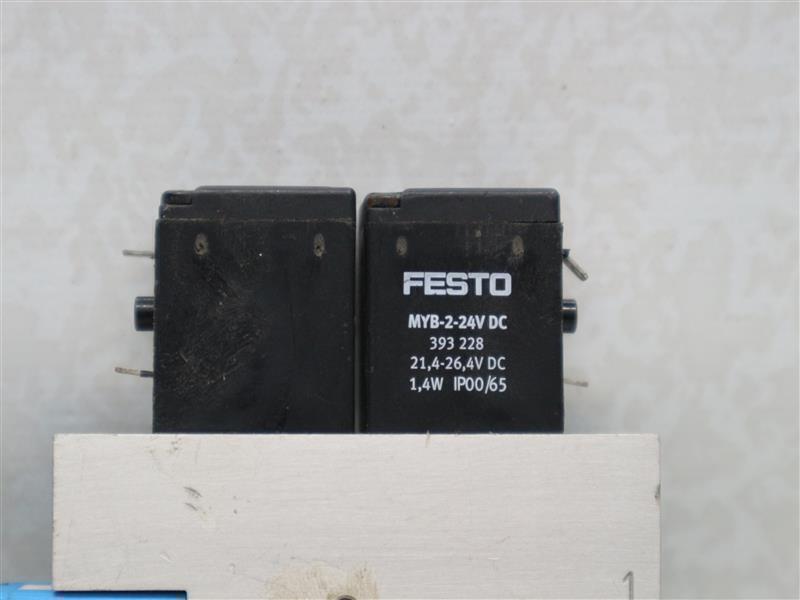 FESTO
MYB-2-24V DC
393 228
21,4-26,4V DC
1,4W IP00/65
1